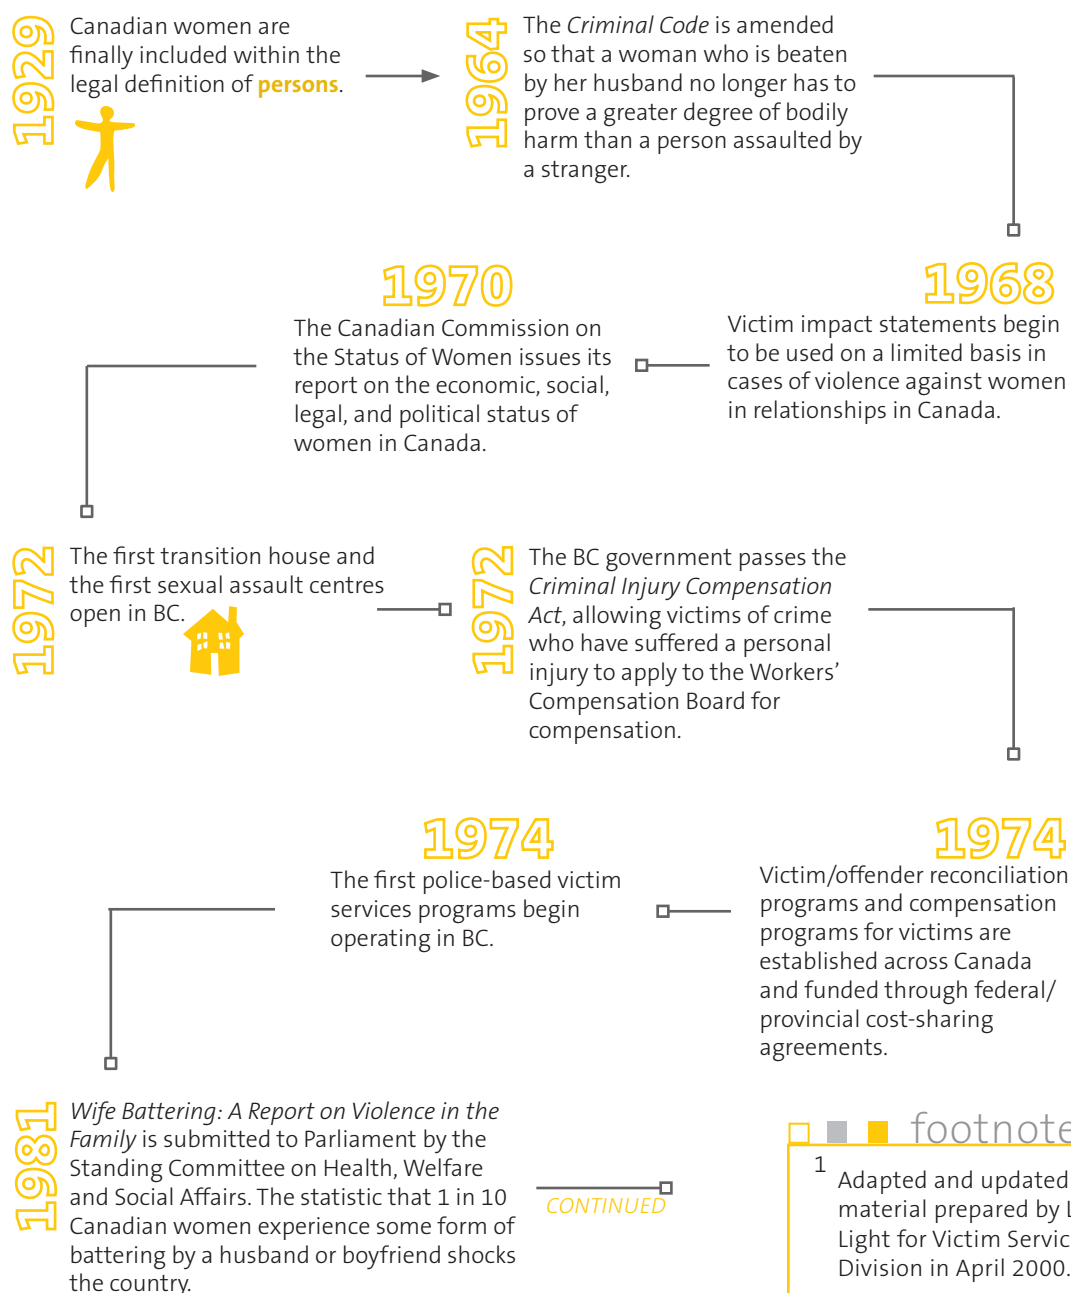 1929
Canadian women are
finally included within the
legal definition of persons.
1964
The Criminal Code is amended
so that a woman who is beaten
by her husband no longer has to
prove a greater degree of bodily
harm than a person assaulted by
a stranger.
1968
Victim impact statements begin
to be used on a limited basis in
cases of violence against women
in relationships in Canada.
1970
The Canadian Commission on
the Status of Women issues its
report on the economic, social,
legal, and political status of
women in Canada.
1972
The first transition house and
the first sexual assault centres
open in BC.
1972
The BC government passes the
Criminal Injury Compensation
Act, allowing victims of crime
who have suffered a personal
injury to apply to the Workers’
Compensation Board for
compensation.
1974
Victim/offender reconciliation
programs and compensation
programs for victims are
established across Canada
and funded through federal/
provincial cost-sharing
agreements.
1974
The first police-based victim
services programs begin
operating in BC.
1981
Wife Battering: A Report on Violence in the
Family is submitted to Parliament by the
Standing Committee on Health, Welfare
and Social Affairs. The statistic that 1 in 10
Canadian women experience some form of
battering by a husband or boyfriend shocks
the country.
CONTINUED
footnote
1
Adapted and updated
material prepared by
Light for Victim
Division in April 2000.